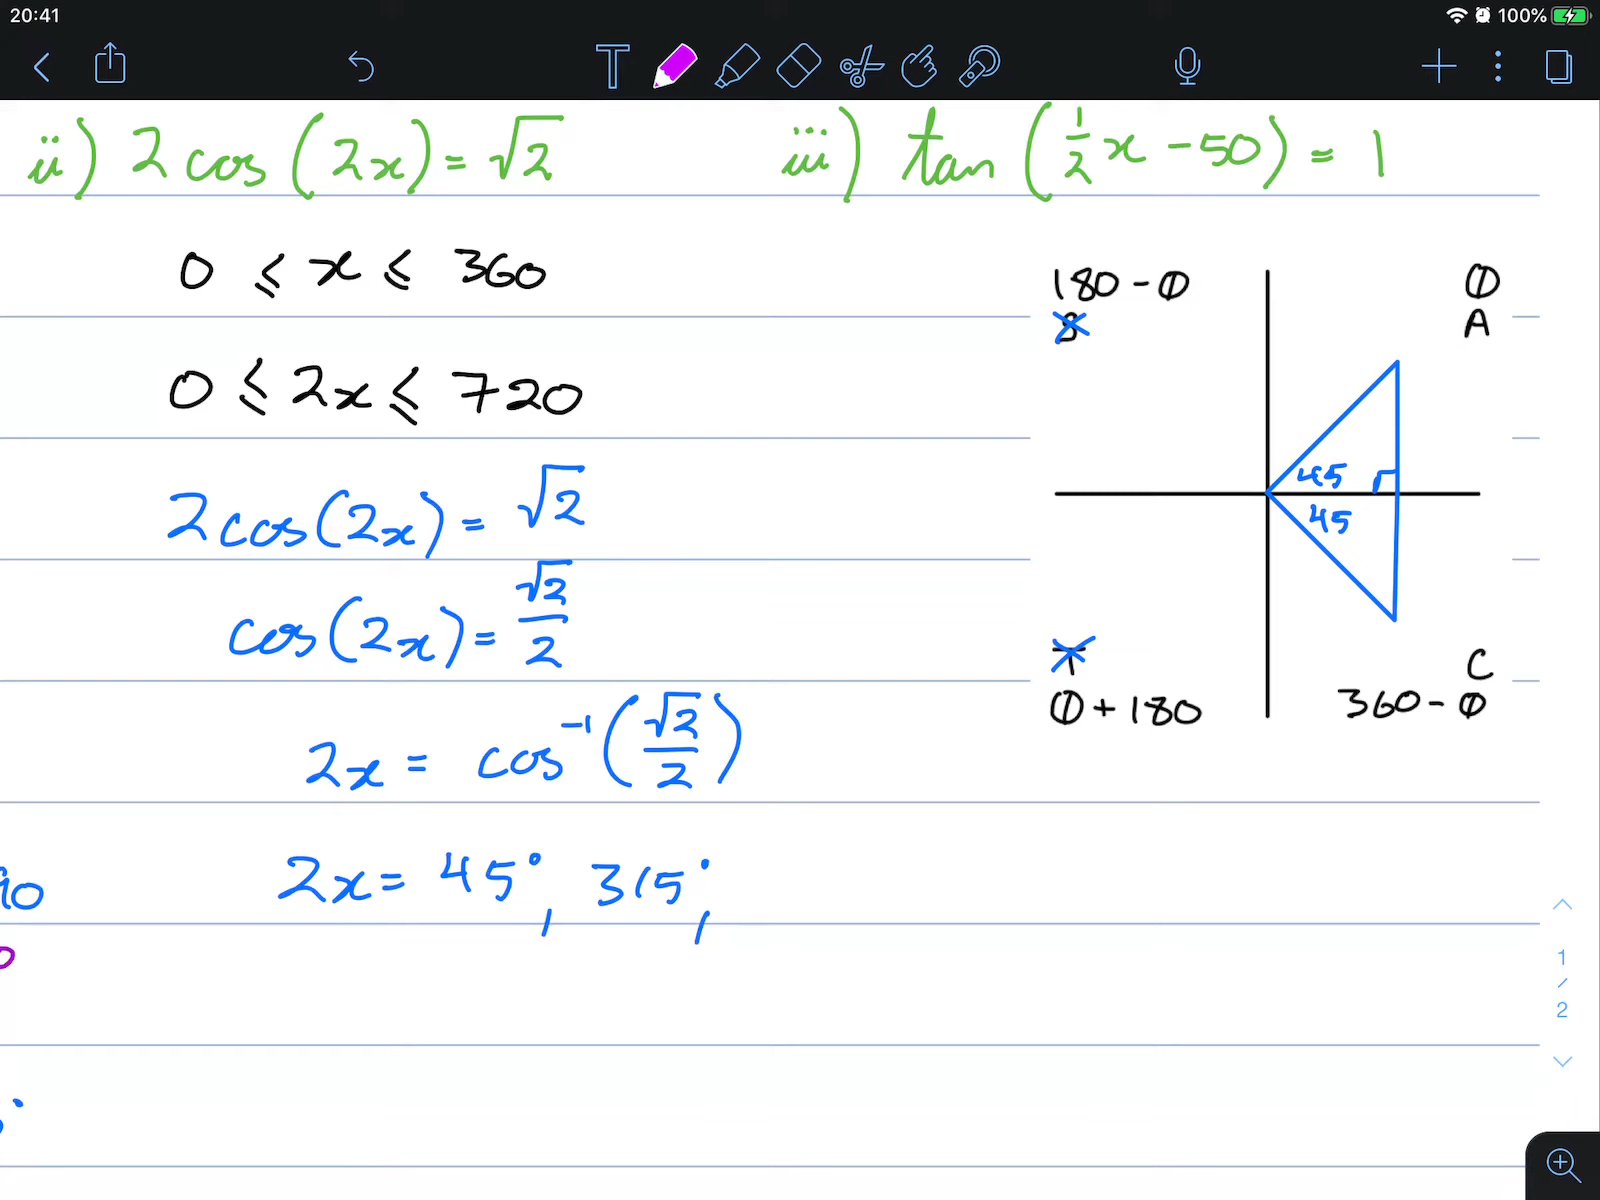 20:41
100%
T
ii) 2cos(2x) = √2
iii) tan(½x - 50) = 1
0 ≤ x ≤ 360
180 - Φ
Φ
S
A
0 ≤ 2x ≤ 720
2cos(2x) = √2
45
45
cos(2x) = √2/2
T
C
Φ + 180
360 - Φ
2x = cos⁻¹(√2/2)
2x = 45°, 315°,
90
1
/
2